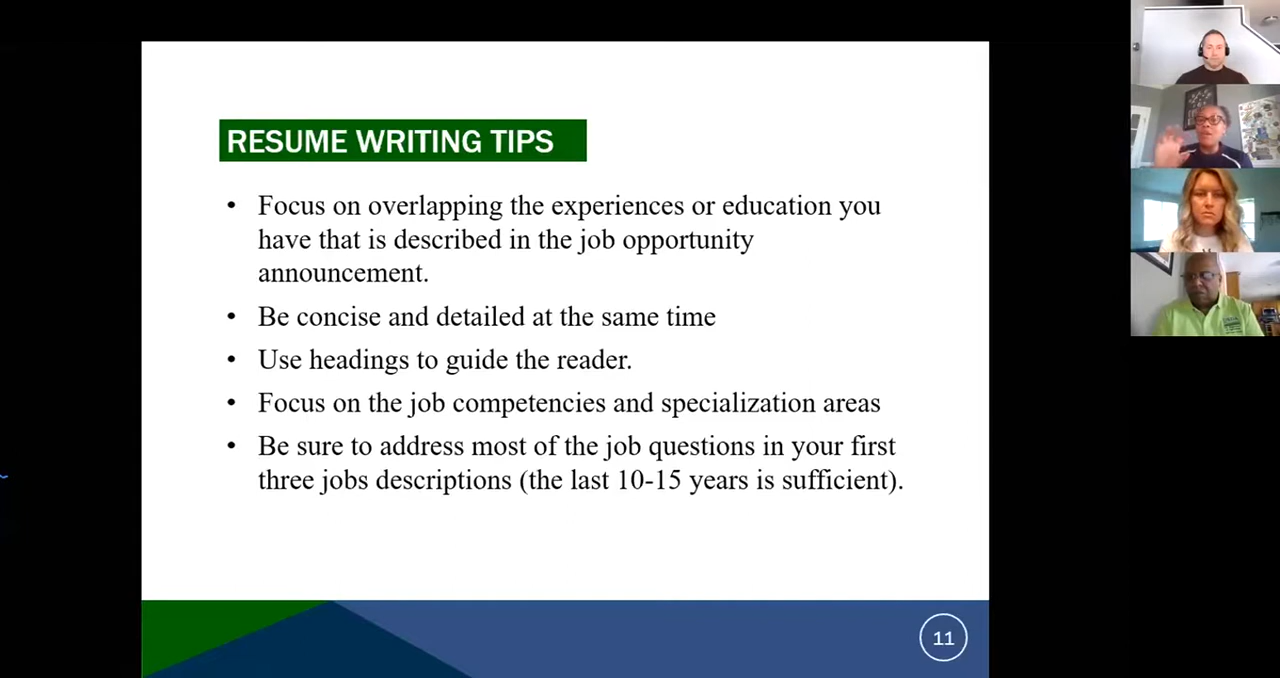 RESUME WRITING TIPS
• Focus on overlapping the experiences or education you
have that is described in the job opportunity
announcement.
• Be concise and detailed at the same time
• Use headings to guide the reader.
• Focus on the job competencies and specialization areas
• Be sure to address most of the job questions in your first
three jobs descriptions (the last 10-15 years is sufficient).
11